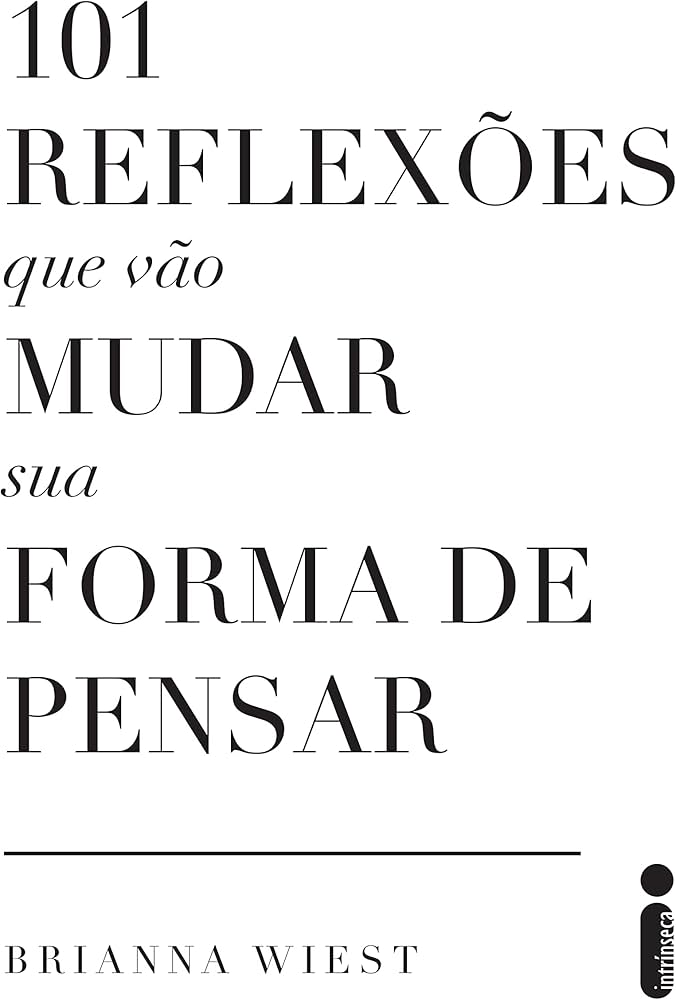 101
REFLEXÕES
que vão
MUDAR
sua
FORMA DE
PENSAR
BRIANNA WIEST
intrínseca